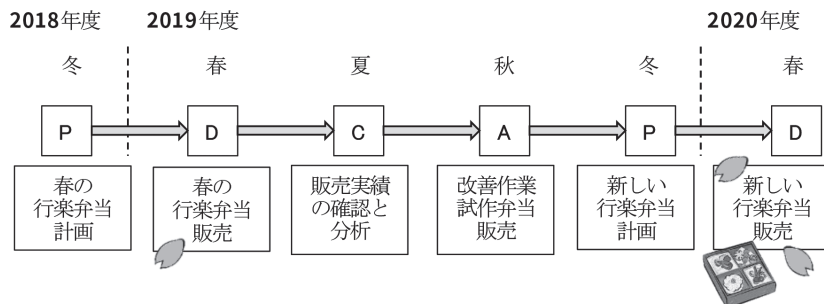 2018年度
2019年度
2020年度
冬
春
夏
秋
冬
春
P
D
C
A
P
D
春の
行楽弁当
計画
春の
行楽弁当
販売
販売実績
の確認と
分析
改善作業
試作弁当
販売
新しい
行楽弁当
計画
新しい
行楽弁当
販売